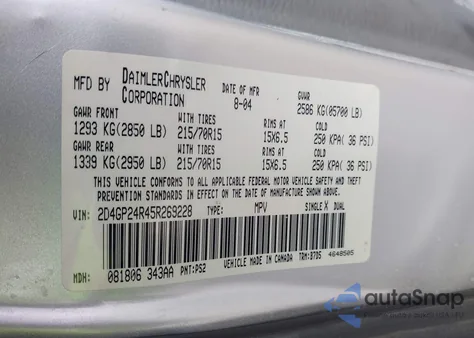 MFD BY DAIMLERCHRYSLER CORPORATION DATE OF MFR 8-04 GVWR 2586 KG(05700 LB)
GAWR FRONT WITH TIRES RIMS AT COLD
1293 KG(2850 LB) 215/70R15 15X6.5 250 KPA( 36 PSI)
GAWR REAR WITH TIRES RIMS AT COLD
1339 KG(2950 LB) 215/70R15 15X6.5 250 KPA( 36 PSI)
THIS VEHICLE CONFORMS TO ALL APPLICABLE FEDERAL MOTOR VEHICLE SAFETY AND THEFT
PREVENTION STANDARDS IN EFFECT ON THE DATE OF MANUFACTURE SHOWN ABOVE.
VIN: 2D4GP24R45R269228 TYPE: MPV SINGLE X DUAL
MDH: 081806 343AA PNT:PS2 VEHICLE MADE IN CANADA TRM:B7D5 4648505
autoSnap